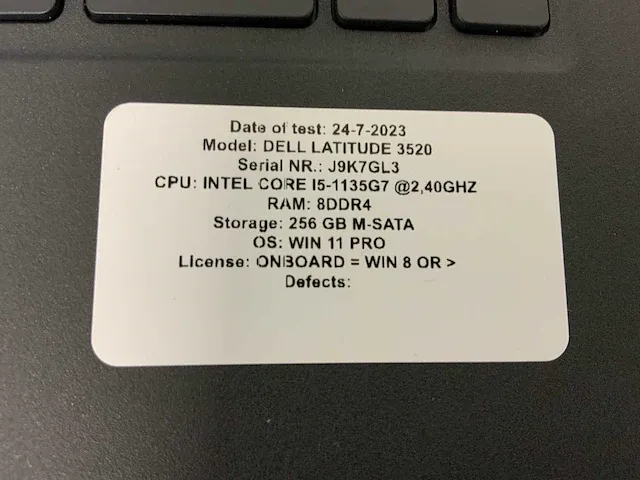 Date of test: 24-7-2023
Model: DELL LATITUDE 3520
Serial NR.: J9K7GL3
CPU: INTEL CORE I5-1135G7 @2,40GHZ
RAM: 8DDR4
Storage: 256 GB M-SATA
OS: WIN 11 PRO
License: ONBOARD = WIN 8 OR >
Defects: